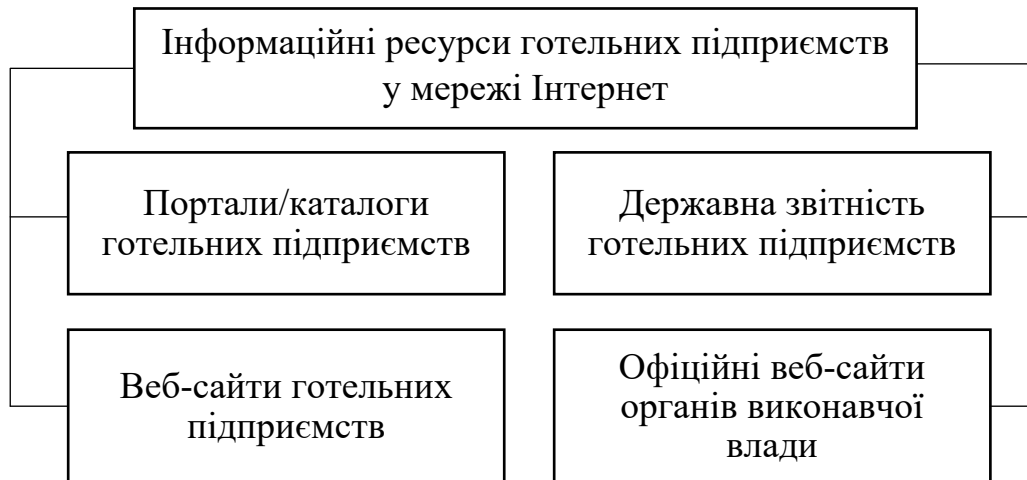 Інформаційні ресурси готельних підприємств
у мережі Інтернет
Портали/каталоги
готельних підприємств
Державна звітність
готельних підприємств
Веб-сайти готельних
підприємств
Офіційні веб-сайти
органів виконавчої
влади